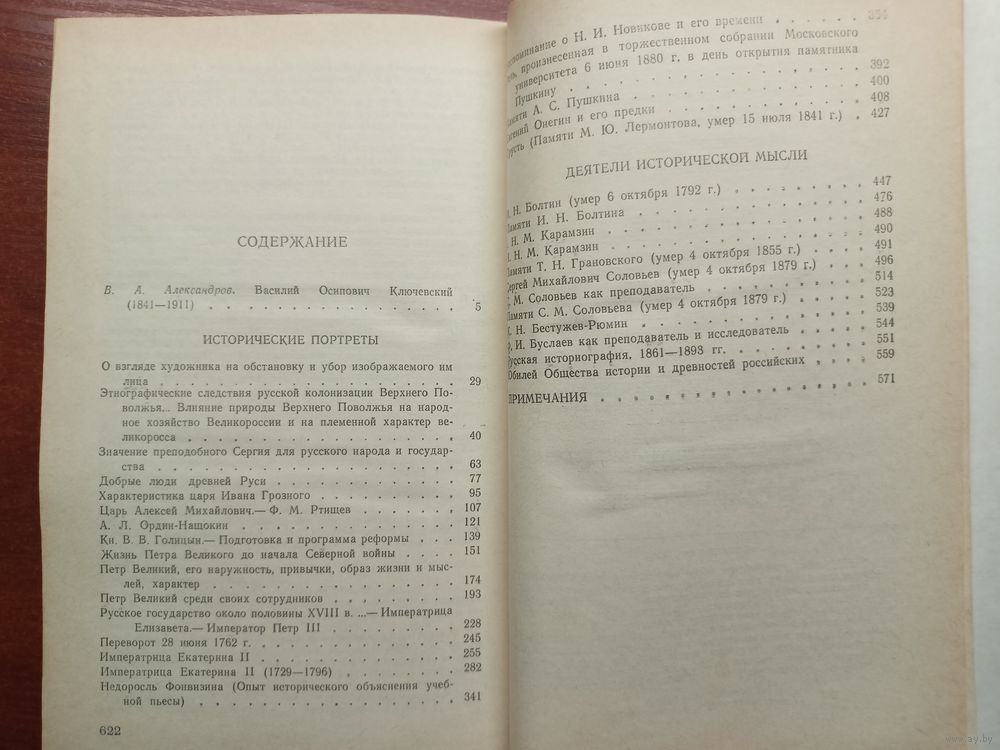 СОДЕРЖАНИЕ
В. А. Александров. Василий Осипович Ключевский
(1841—1911) . . . . . . . . . . . . . . . 5
ИСТОРИЧЕСКИЕ ПОРТРЕТЫ
О взгляде художника на обстановку и убор изображаемого им
лица . . . . . . . . . . . . . . . . . . 29
Этнографические следствия русской колонизации Верхнего По-
волжья... Влияние природы Верхнего Поволжья на народ-
ное хозяйство Великороссии и на племенной характер ве-
ликоросса . . . . . . . . . . . . . . . . 40
Значение преподобного Сергия для русского народа и государ-
ства . . . . . . . . . . . . . . . . . . 63
Добрые люди древней Руси . . . . . . . . . . . 77
Характеристика царя Ивана Грозного . . . . . . . . 95
Царь Алексей Михайлович.— Ф. М. Ртищев . . . . . . 107
А. Л. Ордин-Нащокин . . . . . . . . . . . . . 121
Кн. В. В. Голицын.— Подготовка и программа реформы . . . 139
Жизнь Петра Великого до начала Северной войны . . . . 151
Петр Великий, его наружность, привычки, образ жизни и мыс-
лей, характер . . . . . . . . . . . . . . . 174
Петр Великий среди своих сотрудников . . . . . . . 193
Русское государство около половины XVIII в. ...— Императрица
Елизавета.— Император Петр III . . . . . . . . . 228
Переворот 28 июня 1762 г. . . . . . . . . . . . 245
Императрица Екатерина II . . . . . . . . . . . 255
Императрица Екатерина II (1729—1796) . . . . . . . 282
Недоросль Фонвизина (Опыт исторического объяснения учеб-
ной пьесы) . . . . . . . . . . . . . . . . 341
622
о Н. И. Новикове и его времени . . . . . .
произнесенная в торжественном собрании Московского
университета 6 июня 1880 г. в день открытия памятника
Пушкину . . . . . . . . . . . . . . . . 392
А. С. Пушкина . . . . . . . . . . . . . 400
Онегин и его предки . . . . . . . . . . . 408
(Памяти М. Ю. Лермонтова, умер 15 июля 1841 г.) . 427
ДЕЯТЕЛИ ИСТОРИЧЕСКОЙ МЫСЛИ
Н. Болтин (умер 6 октября 1792 г.) . . . . . . . 447
Памяти И. Н. Болтина . . . . . . . . . . . . 476
Н. М. Карамзин . . . . . . . . . . . . . . 488
Н. М. Карамзин . . . . . . . . . . . . . . 490
Памяти Т. Н. Грановского (умер 4 октября 1855 г.) . . . . 491
Сергей Михайлович Соловьев (умер 4 октября 1879 г.) . . . 496
М. Соловьев как преподаватель . . . . . . . . . 514
Памяти С. М. Соловьева (умер 4 октября 1879 г.) . . . . 523
Н. Бестужев-Рюмин . . . . . . . . . . . . . 539
И. Буслаев как преподаватель и исследователь . . . . . 544
Русская историография, 1861—1893 гг. . . . . . . . 551
Юбилей Общества истории и древностей российских . . . . 559
ПРИМЕЧАНИЯ . . . . . . . . . . . . . . . . 571
www.ay.by